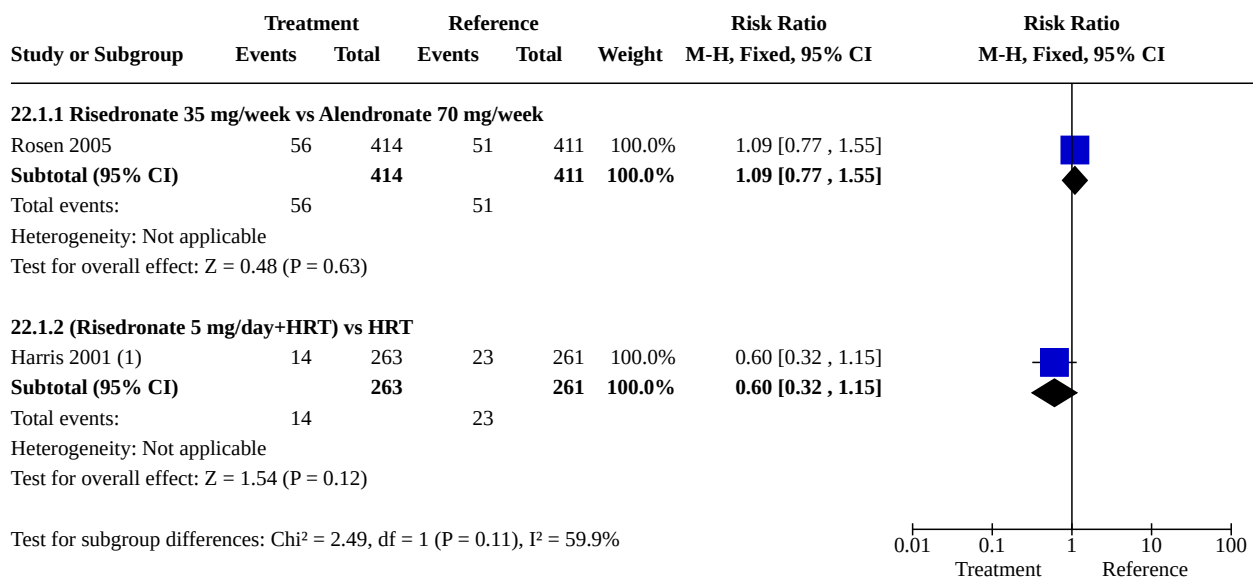 Treatment Reference Risk Ratio Risk Ratio
Study or Subgroup Events Total Events Total Weight M-H, Fixed, 95% CI M-H, Fixed, 95% CI
22.1.1 Risedronate 35 mg/week vs Alendronate 70 mg/week
Rosen 2005 56 414 51 411 100.0% 1.09 [0.77 , 1.55]
Subtotal (95% CI) 414 411 100.0% 1.09 [0.77 , 1.55]
Total events: 56 51
Heterogeneity: Not applicable
Test for overall effect: Z = 0.48 (P = 0.63)
22.1.2 (Risedronate 5 mg/day+HRT) vs HRT
Harris 2001 (1) 14 263 23 261 100.0% 0.60 [0.32 , 1.15]
Subtotal (95% CI) 263 261 100.0% 0.60 [0.32 , 1.15]
Total events: 14 23
Heterogeneity: Not applicable
Test for overall effect: Z = 1.54 (P = 0.12)
Test for subgroup differences: Chi² = 2.49, df = 1 (P = 0.11), I² = 59.9%
0.01 0.1 1 10 100
Treatment Reference